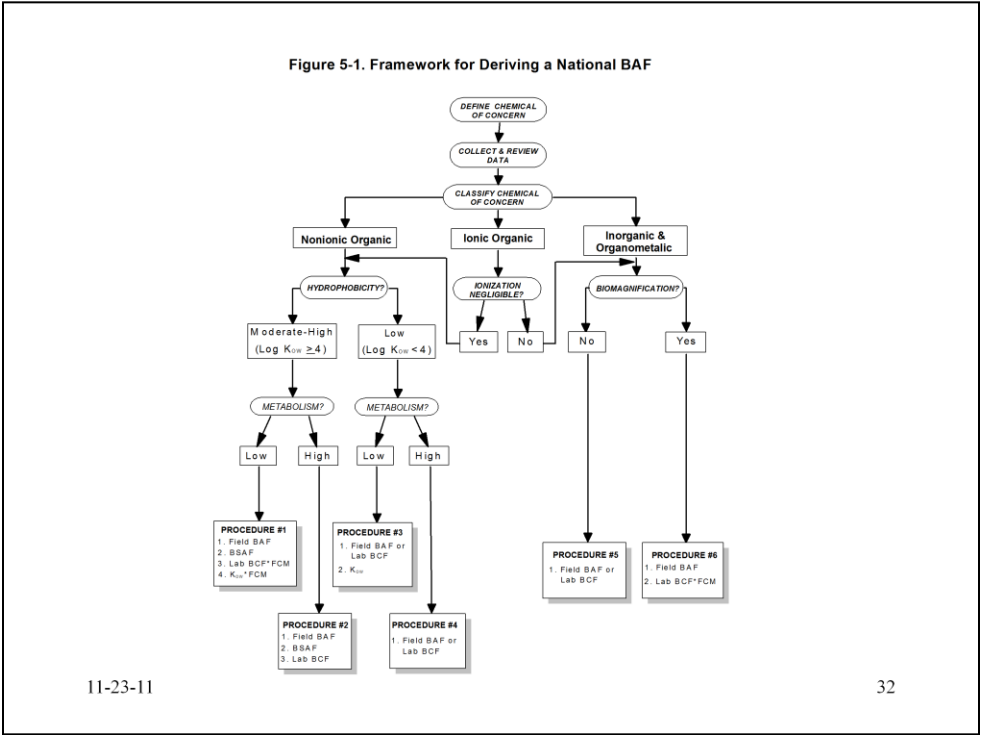 Figure 5-1. Framework for Deriving a National BAF
DEFINE CHEMICAL
OF CONCERN
COLLECT & REVIEW
DATA
CLASSIFY CHEMICAL
OF CONCERN
Nonionic Organic
Ionic Organic
Inorganic &
Organometalic
HYDROPHOBICITY?
IONIZATION
NEGLIGIBLE?
BIOMAGNIFICATION?
Moderate-High
(Log Kow ≥4)
Low
(Log Kow < 4)
Yes
No
No
Yes
METABOLISM?
METABOLISM?
Low
High
Low
High
PROCEDURE #1
1. Field BAF
2. BSAF
3. Lab BCF*FCM
4. Kow*FCM
PROCEDURE #3
1. Field BAF or
Lab BCF
2. Kow
PROCEDURE #5
1. Field BAF or
Lab BCF
PROCEDURE #6
1. Field BAF
2. Lab BCF*FCM
PROCEDURE #2
1. Field BAF
2. BSAF
3. Lab BCF
PROCEDURE #4
1. Field BAF or
Lab BCF
11-23-11
32